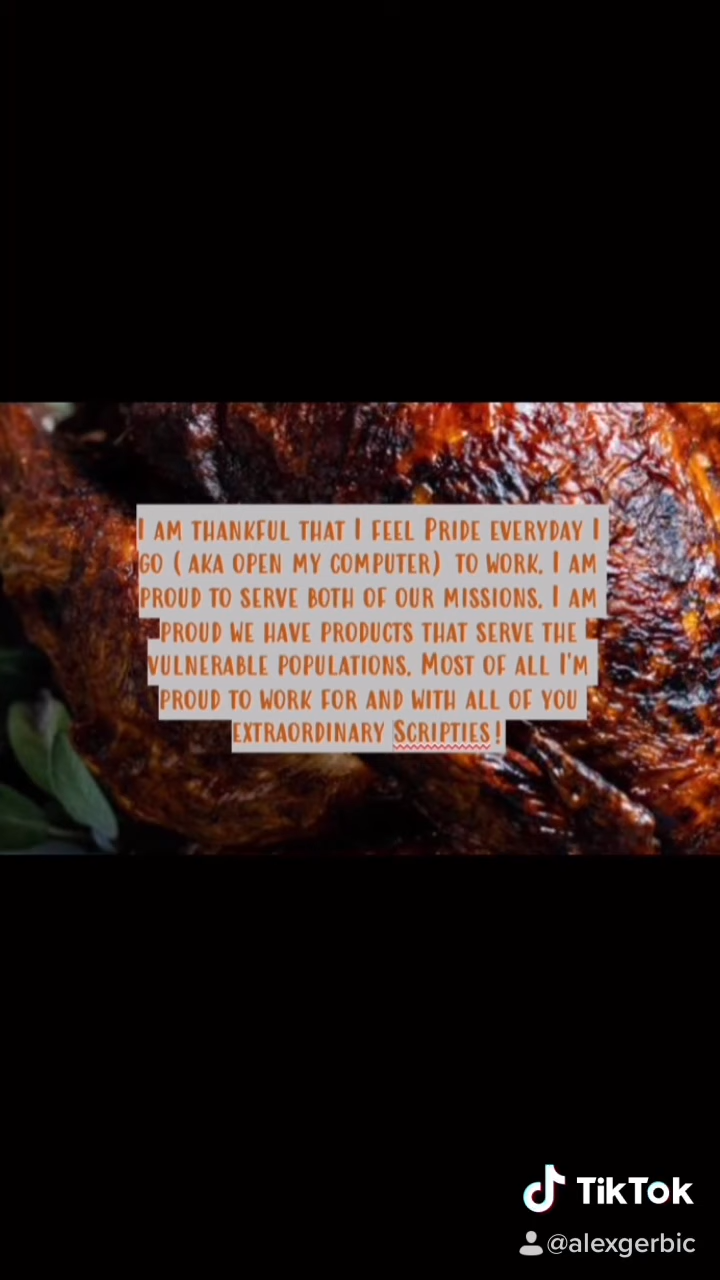 I AM THANKFUL THAT I FEEL PRIDE EVERYDAY I
GO ( AKA OPEN MY COMPUTER)  TO WORK. I AM
PROUD TO SERVE BOTH OF OUR MISSIONS. I AM
PROUD WE HAVE PRODUCTS THAT SERVE THE
VULNERABLE POPULATIONS. MOST OF ALL I'M
PROUD TO WORK FOR AND WITH ALL OF YOU
EXTRAORDINARY SCRIPTIES!
TikTok
@alexgerbic